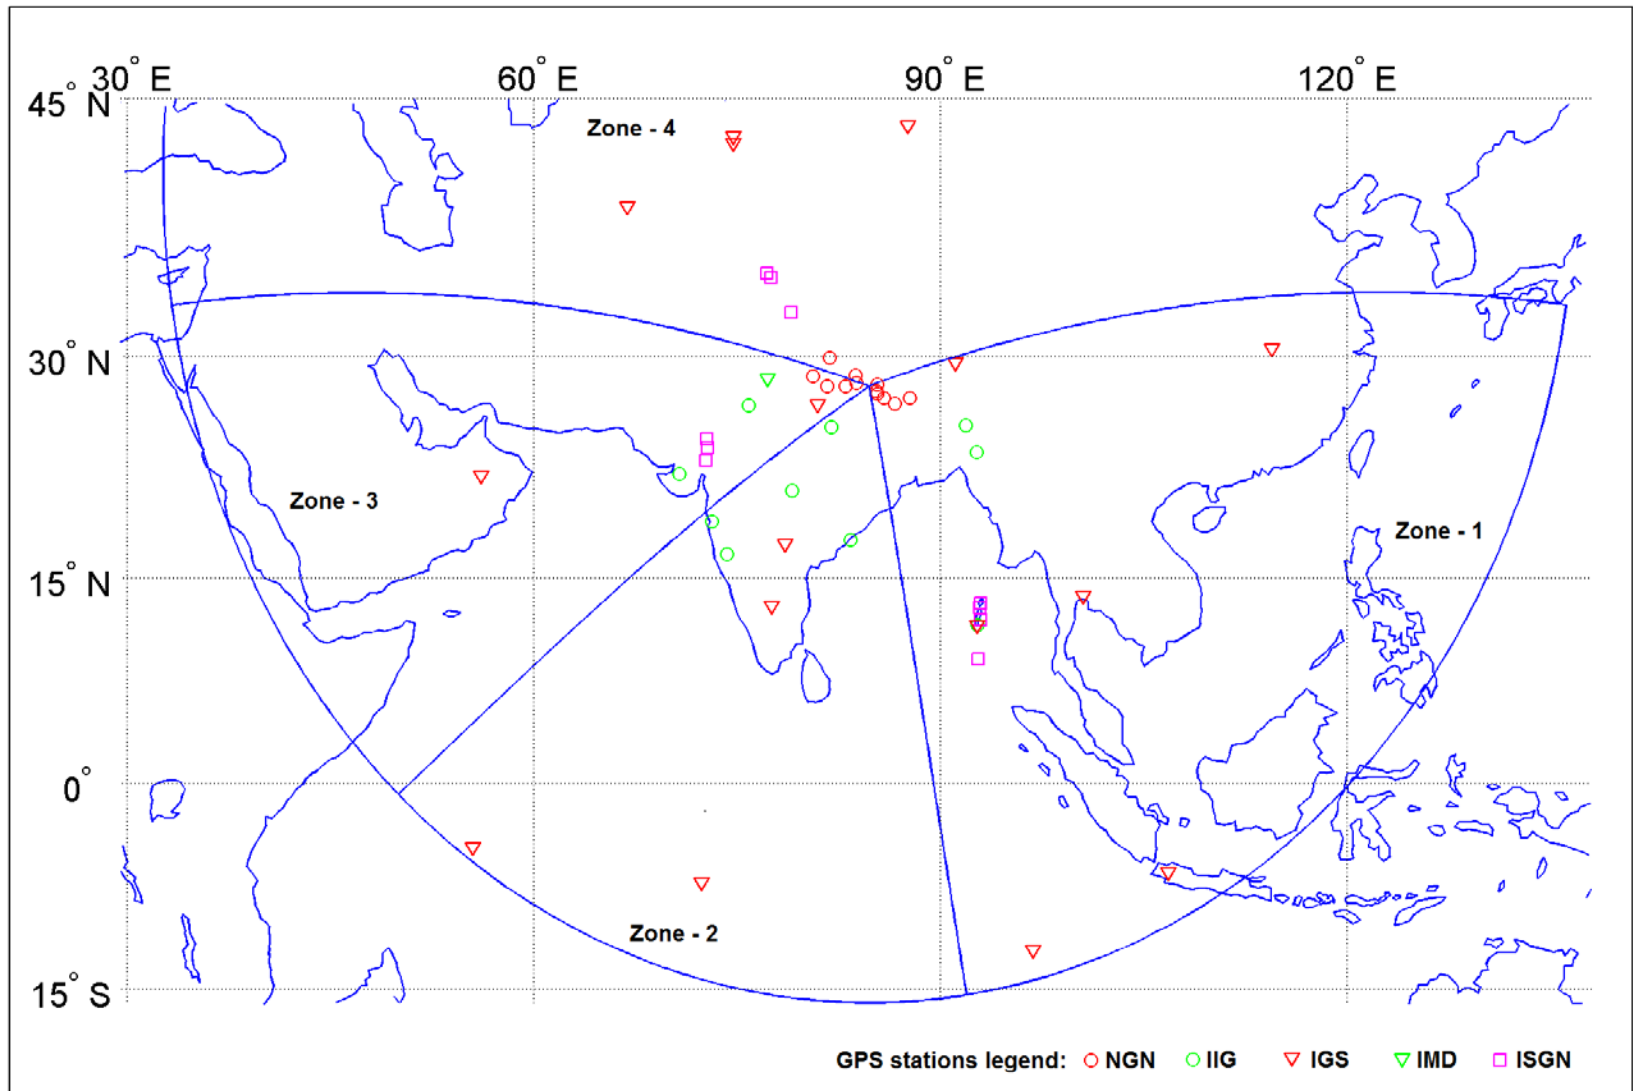 30° E 60° E 90° E 120° E
45° N
Zone - 4
30° N
Zone - 3
Zone - 1
15° N
0°
Zone - 2
15° S
GPS stations legend: NGN IIG IGS IMD ISGN